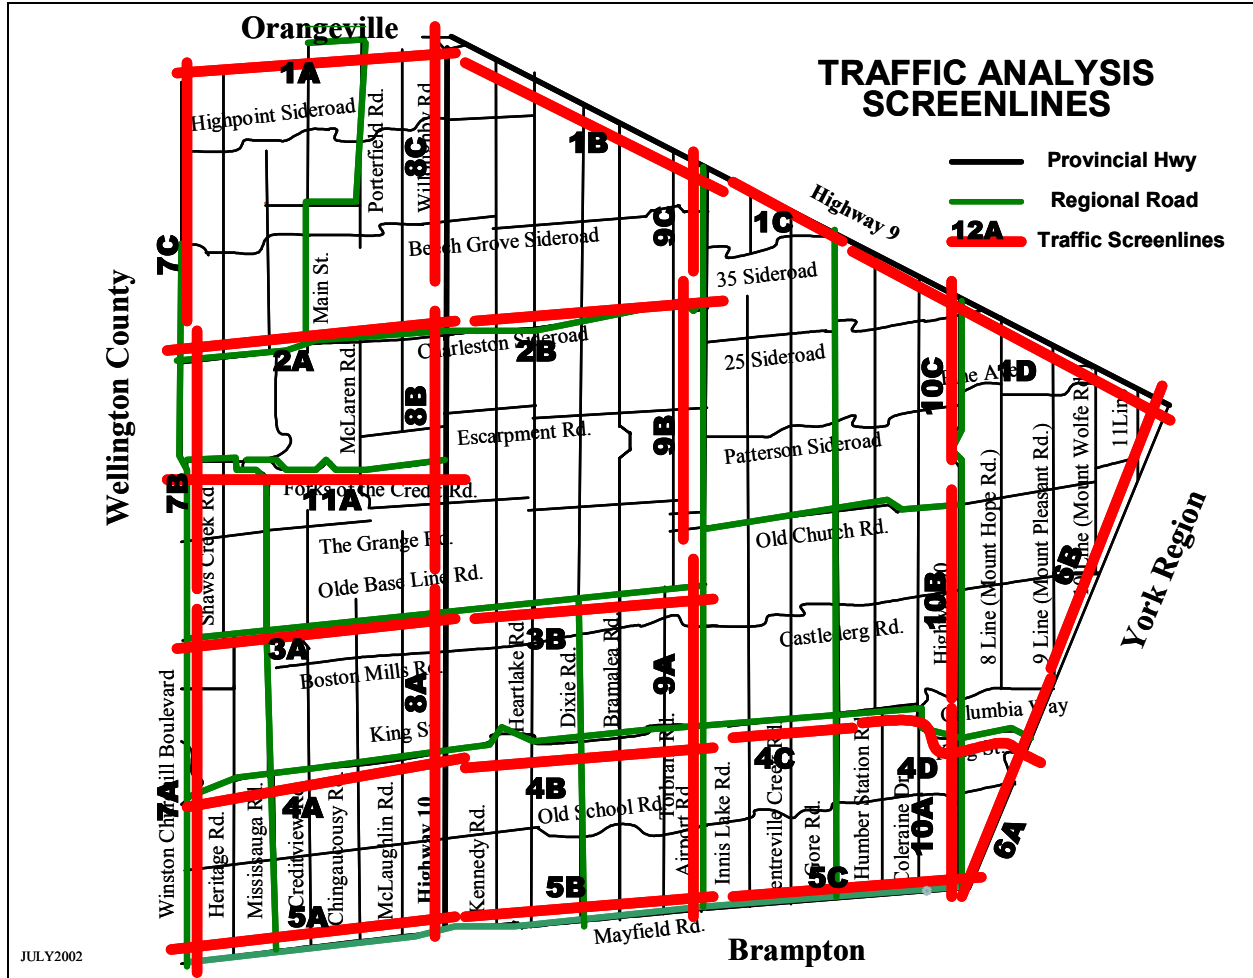 Orangeville
TRAFFIC ANALYSIS
SCREENLINES
Provincial Hwy
Regional Road
12A
Traffic Screenlines
1A
Highpoint Sideroad
Porterfield Rd.
8C
1B
Highway 9
1C
9C
7C
Beech Grove Sideroad
35 Sideroad
Main St.
Wellington County
2A
Charleston Sideroad
2B
25 Sideroad
10C
1D
McLaren Rd.
8B
Escarpment Rd.
9B
Patterson Sideroad
7B
Forks of the Credit Rd.
11A
The Grange Rd.
Old Church Rd.
Shaws Creek Rd.
Olde Base Line Rd.
10B
8 Line (Mount Hope Rd.)
9 Line (Mount Pleasant Rd.)
6B
York Region
3A
Boston Mills Rd.
8A
Heartlake Rd.
3B
Dixie Rd.
Bramalea Rd.
9A
Castlederg Rd.
Columbia Way
King St.
4A
4B
4C
4D
7A
Winston Churchill Boulevard
Heritage Rd.
Mississauga Rd.
Creditview Rd.
Chingaucousy Rd.
McLaughlin Rd.
Highway 10
Kennedy Rd.
Old School Rd.
Torbram Rd.
Airport Rd.
Innis Lake Rd.
Gore Rd.
Humber Station Rd.
Coleraine Dr.
10A
6A
5A
5B
5C
Mayfield Rd.
Brampton
JULY2002